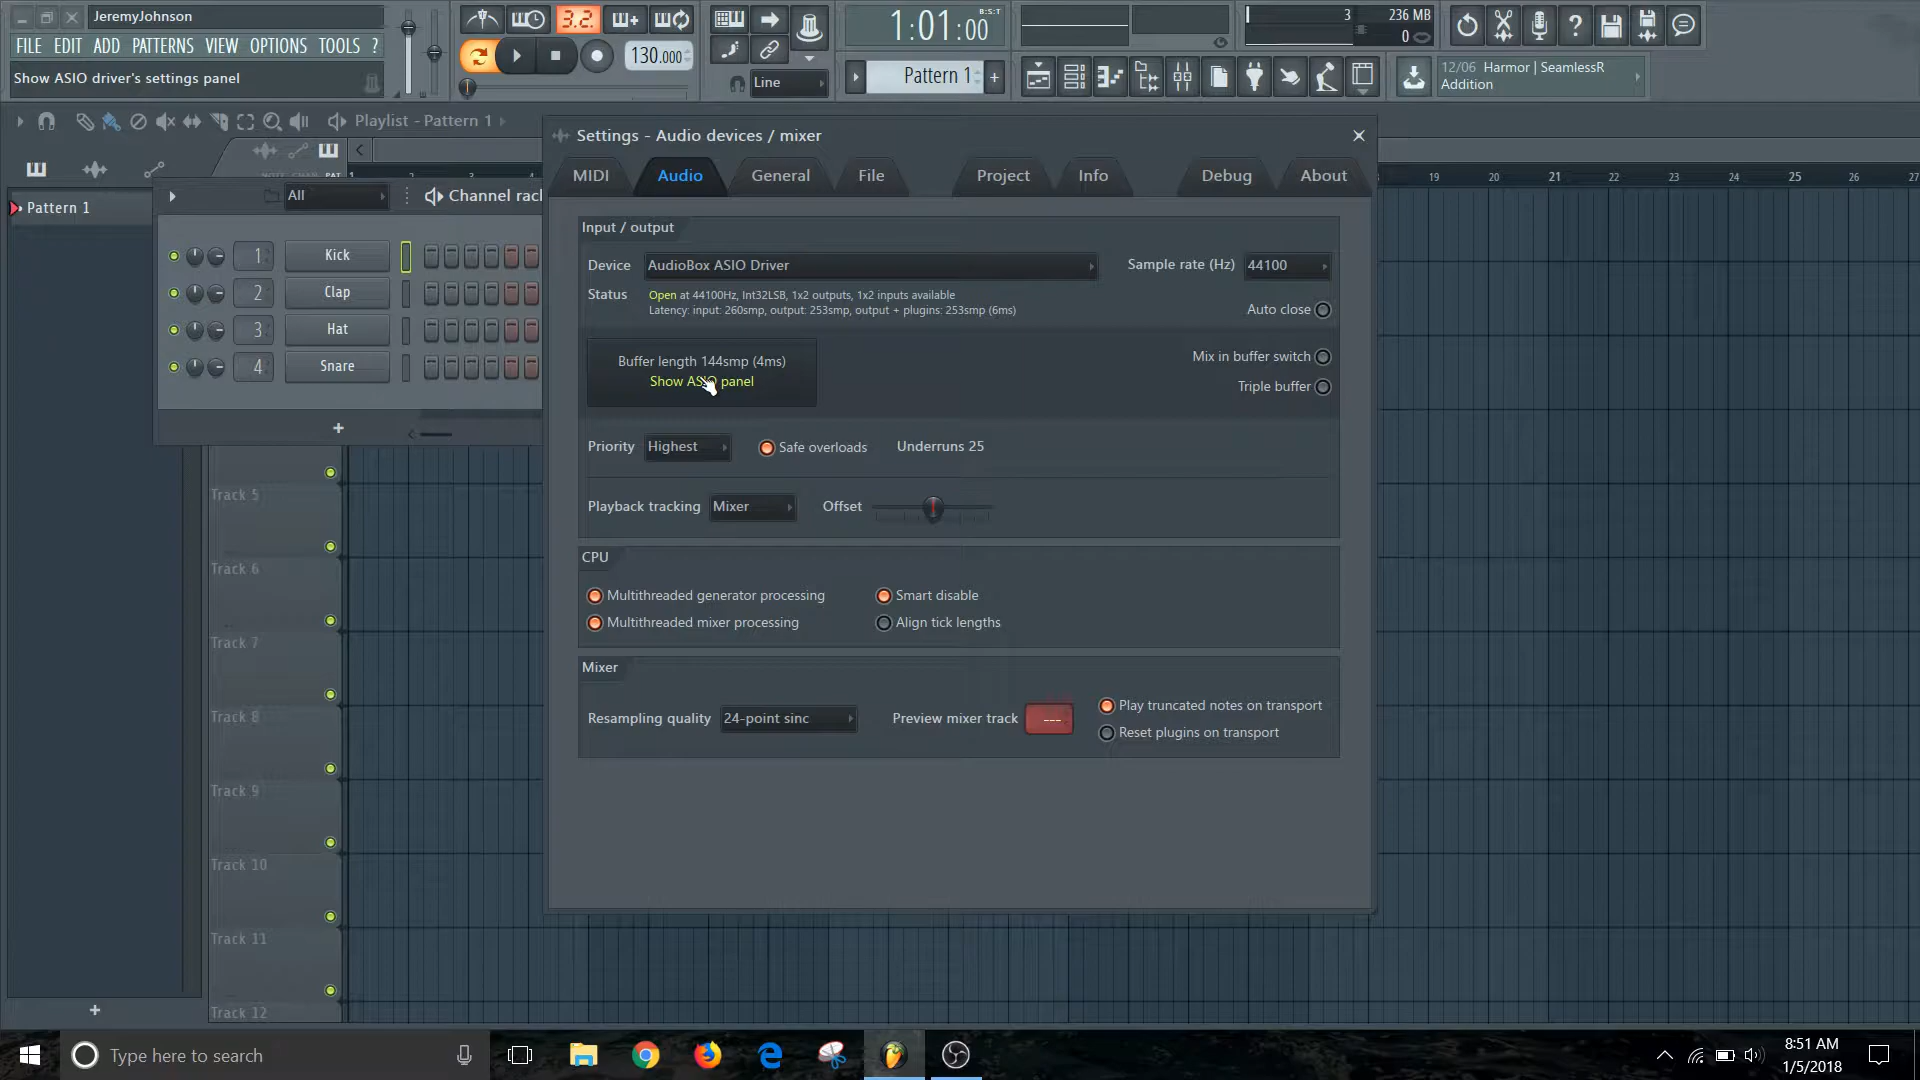 JeremyJohnson
FILE EDIT ADD PATTERNS VIEW OPTIONS TOOLS ?
Show ASIO driver's settings panel
3.2.
130.000
Line
B:S:T
1:01:00
Pattern 1
+
3
236 MB
0
12/06 Harmor | SeamlessR
Addition
Playlist - Pattern 1
Pattern 1
All
Channel rack
1 Kick
2 Clap
3 Hat
4 Snare
+
1 2 3 4
19 20 21 22 23 24 25 26 27
Track 5
Track 6
Track 7
Track 8
Track 9
Track 10
Track 11
Track 12
+
Settings - Audio devices / mixer
MIDI Audio General File Project Info Debug About
Input / output
Device AudioBox ASIO Driver Sample rate (Hz) 44100
Status Open at 44100Hz, Int32LSB, 1x2 outputs, 1x2 inputs available
Latency: input: 260smp, output: 253smp, output + plugins: 253smp (6ms)
Auto close
Buffer length 144smp (4ms)
Show ASIO panel
Mix in buffer switch
Triple buffer
Priority Highest Safe overloads Underruns 25
Playback tracking Mixer Offset
CPU
Multithreaded generator processing Smart disable
Multithreaded mixer processing Align tick lengths
Mixer
Resampling quality 24-point sinc Preview mixer track --- Play truncated notes on transport
Reset plugins on transport
Type here to search
8:51 AM
1/5/2018